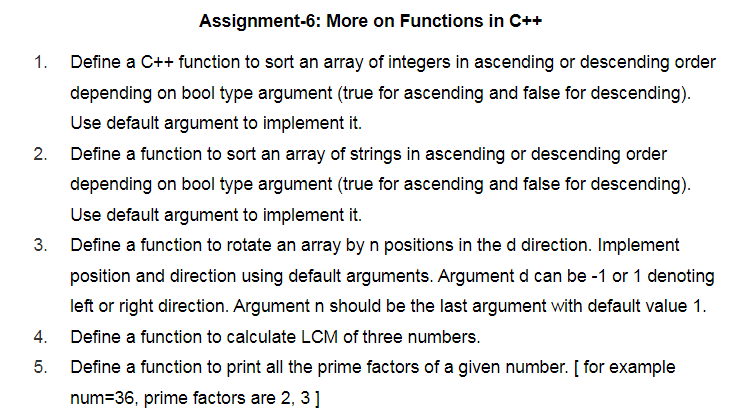 Assignment-6: More on Functions in C++
1. Define a C++ function to sort an array of integers in ascending or descending order
depending on bool type argument (true for ascending and false for descending).
Use default argument to implement it.
2. Define a function to sort an array of strings in ascending or descending order
depending on bool type argument (true for ascending and false for descending).
Use default argument to implement it.
3. Define a function to rotate an array by n positions in the d direction. Implement
position and direction using default arguments. Argument d can be -1 or 1 denoting
left or right direction. Argument n should be the last argument with default value 1.
4. Define a function to calculate LCM of three numbers.
5. Define a function to print all the prime factors of a given number. [ for example
num=36, prime factors are 2, 3 ]